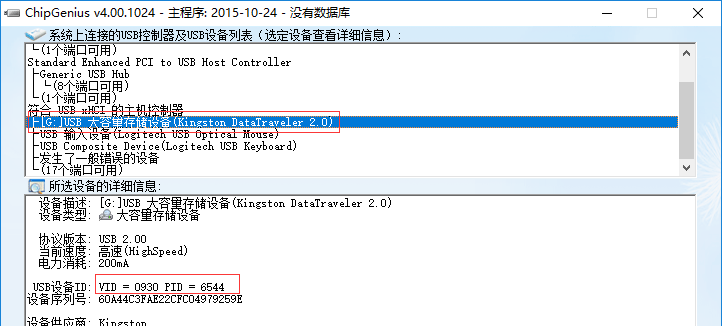 ChipGenius v4.00.1024 - 主程序: 2015-10-24 - 没有数据库
系统上连接的USB控制器及USB设备列表(选定设备查看详细信息):
(1个端口可用)
Standard Enhanced PCI to USB Host Controller
Generic USB Hub
(8个端口可用)
(1个端口可用)
符合 USB xHCI 的主机控制器
[G:]USB 大容量存储设备(Kingston DataTraveler 2.0)
USB 输入设备(Logitech USB Optical Mouse)
USB Composite Device(Logitech USB Keyboard)
发生了一般错误的设备
(17个端口可用)
所选设备的详细信息:
设备描述: [G:]USB 大容量存储设备(Kingston DataTraveler 2.0)
设备类型: 大容量存储设备
协议版本: USB 2.00
当前速度: 高速(HighSpeed)
电力消耗: 200mA
USB设备ID: VID = 0930 PID = 6544
设备序列号: 60A44C3FAE22CFC04979259E
设备供应商: Kingston